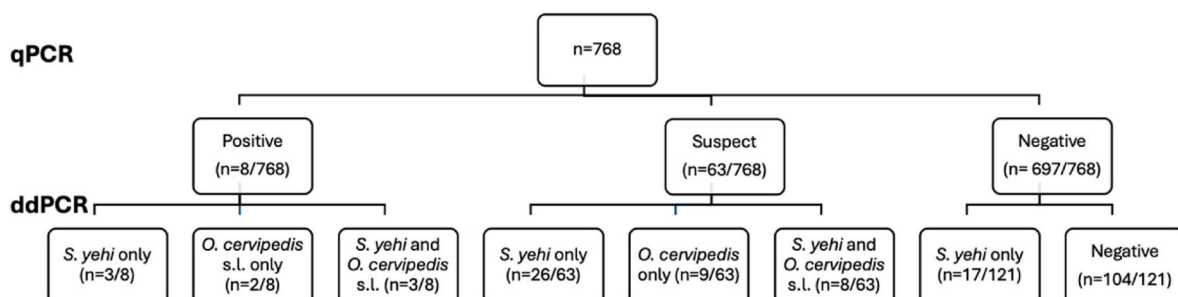 qPCR
n=768
Positive
(n=8/768)
Suspect
(n=63/768)
Negative
(n= 697/768)
ddPCR
S. yehi only
(n=3/8)
O. cervipedis
s.l. only
(n=2/8)
S. yehi and
O. cervipedis
s.l. (n=3/8)
S. yehi only
(n=26/63)
O. cervipedis
only (n=9/63)
S. yehi and
O. cervipedis
s.l. (n=8/63)
S. yehi only
(n=17/121)
Negative
(n=104/121)